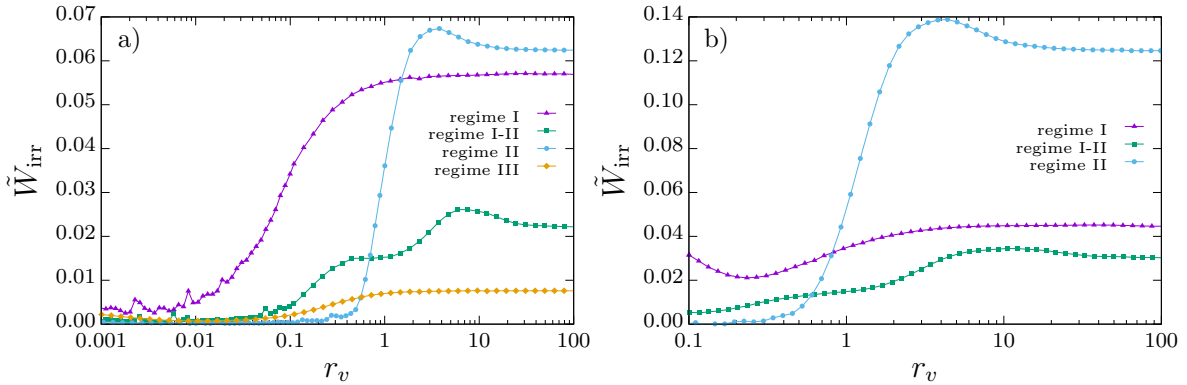 a)
0.07
0.06
0.05
0.04
0.03
0.02
0.01
0.00
W̃irr
regime I
regime I-II
regime II
regime III
0.001 0.01 0.1 1 10 100
rv
b)
0.14
0.12
0.10
0.08
0.06
0.04
0.02
0.00
W̃irr
regime I
regime I-II
regime II
0.1 1 10 100
rv